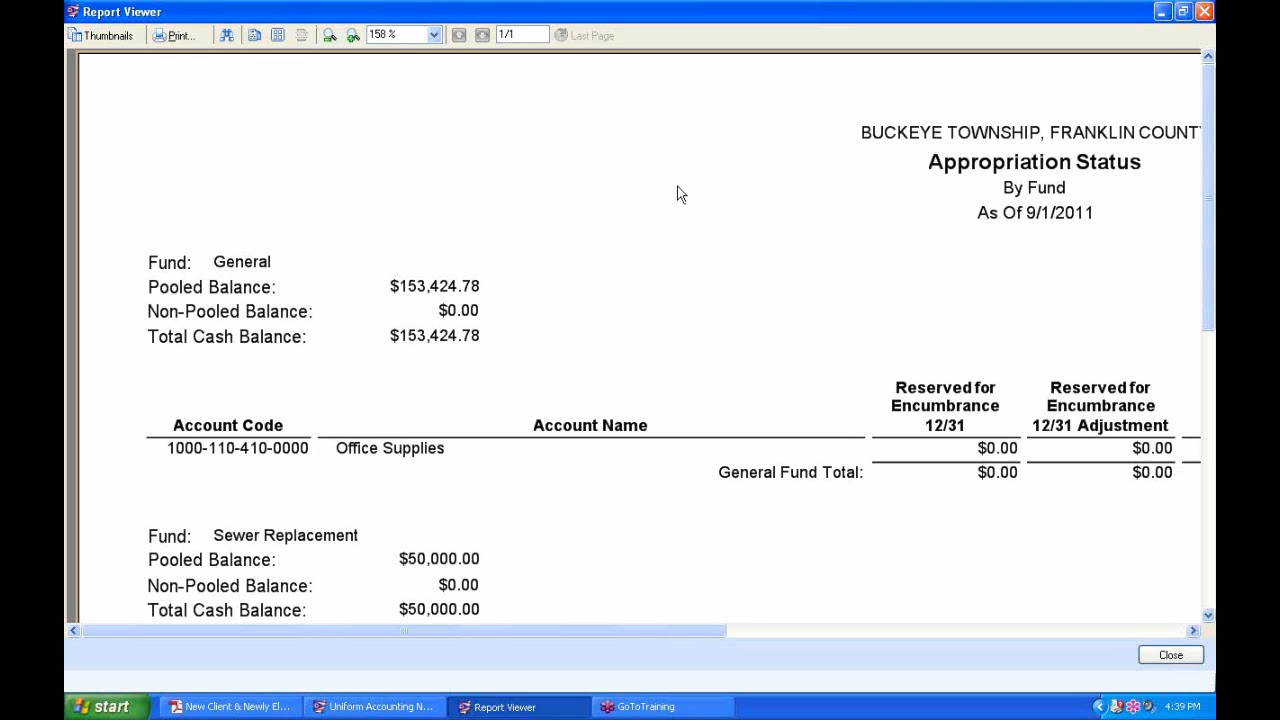 Report Viewer
Thumbnails Print... 158 % 1/1 Last Page
BUCKEYE TOWNSHIP, FRANKLIN COUNTY
Appropriation Status
By Fund
As Of 9/1/2011
Fund: General
Pooled Balance: $153,424.78
Non-Pooled Balance: $0.00
Total Cash Balance: $153,424.78
Reserved for Reserved for
Encumbrance Encumbrance
Account Code Account Name 12/31 12/31 Adjustment
1000-110-410-0000 Office Supplies $0.00 $0.00
General Fund Total: $0.00 $0.00
Fund: Sewer Replacement
Pooled Balance: $50,000.00
Non-Pooled Balance: $0.00
Total Cash Balance: $50,000.00
Close
start New Client & Newly El... Uniform Accounting N... Report Viewer GoToTraining 4:39 PM